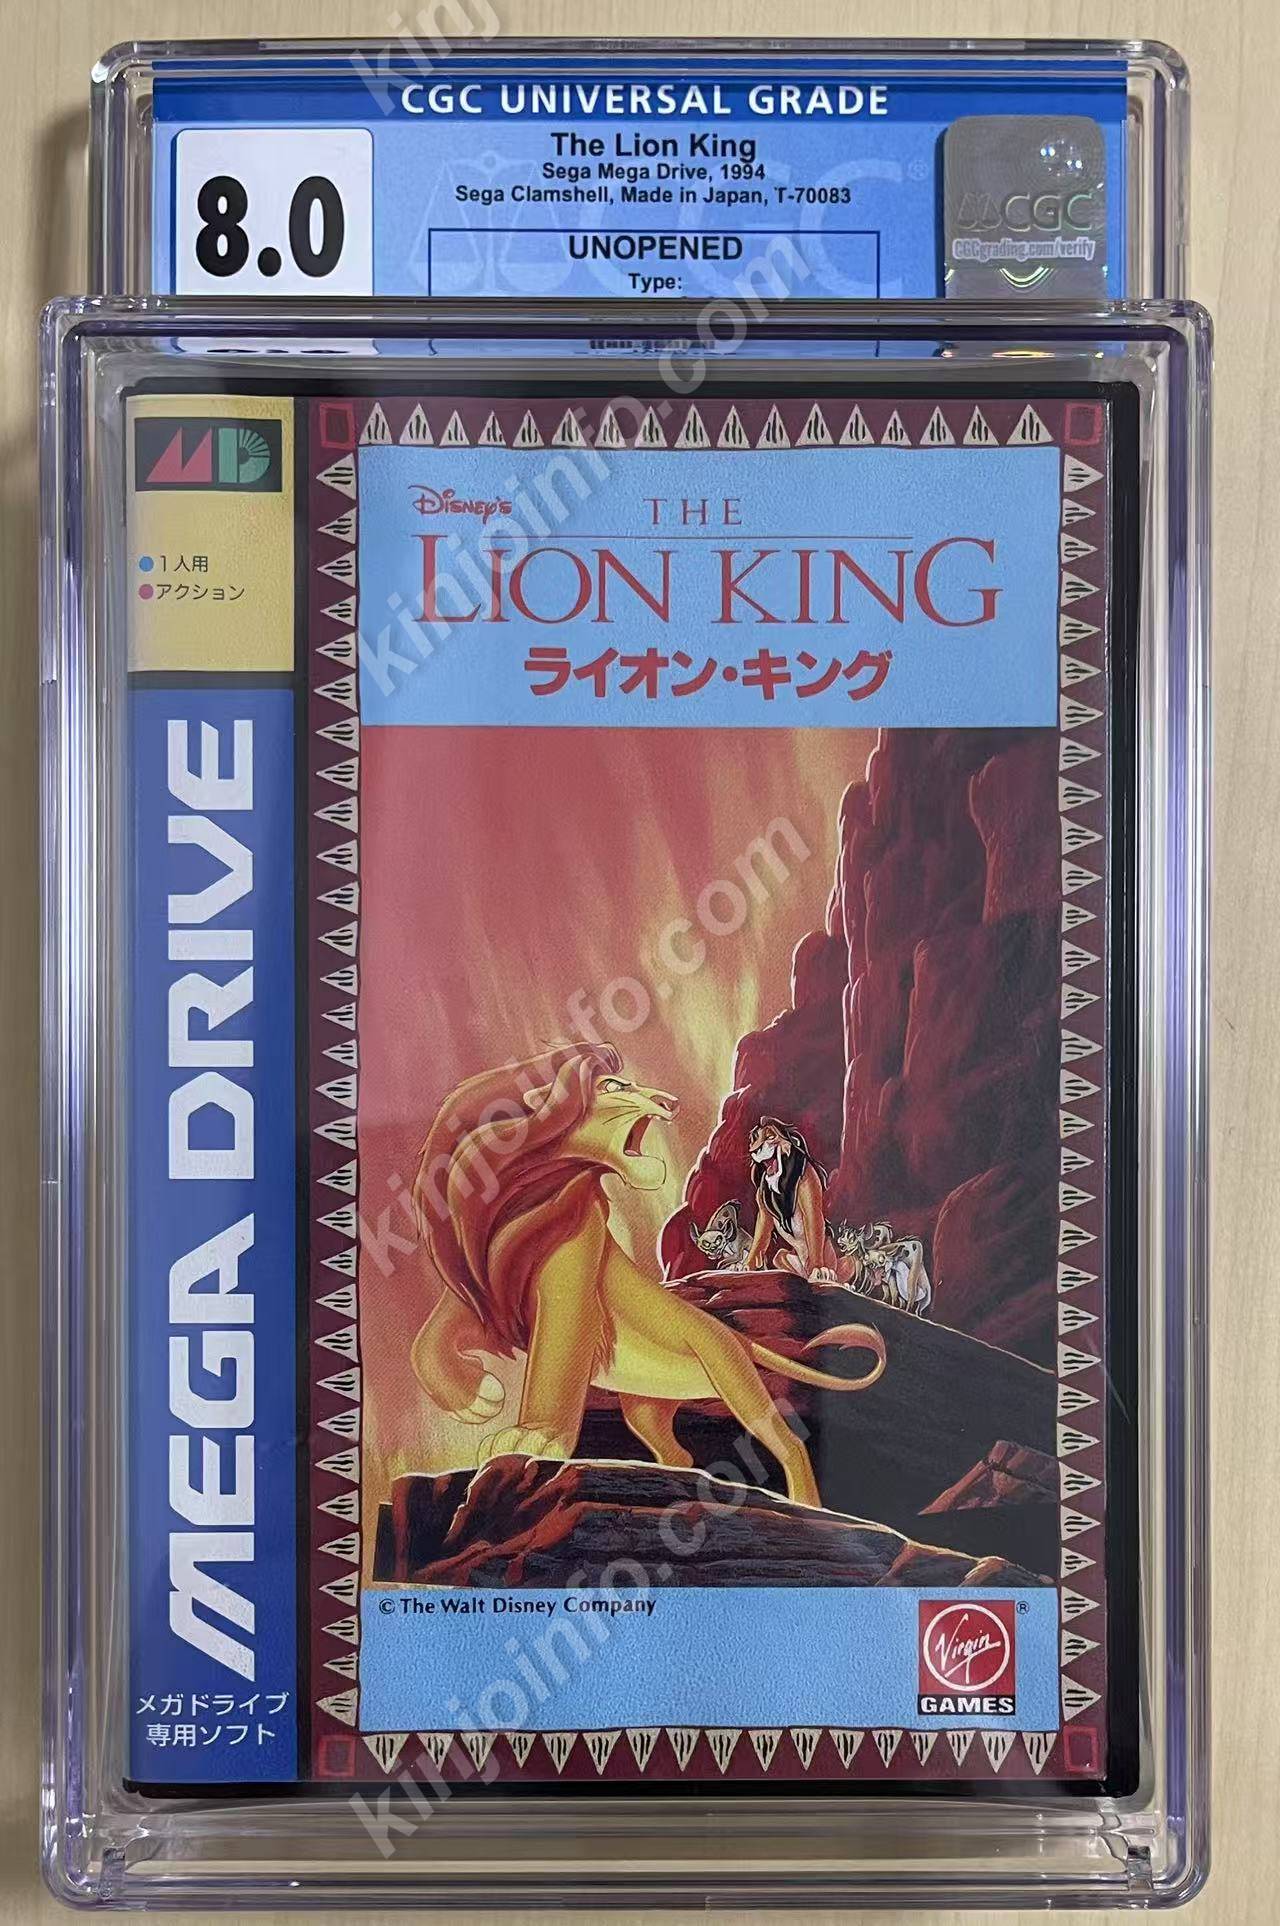 CGC UNIVERSAL GRADE
8.0
The Lion King
Sega Mega Drive, 1994
Sega Clamshell, Made in Japan, T-70083
UNOPENED
Type:
CGC
CGCgrading.com/verify
MD
1人用
アクション
MEGA DRIVE
メガドライブ
専用ソフト
Disney's
THE
LION KING
ライオン・キング
© The Walt Disney Company
Virgin
GAMES
®
kinjoinfo.com
kinjoinfo.com
kinjoinfo.com